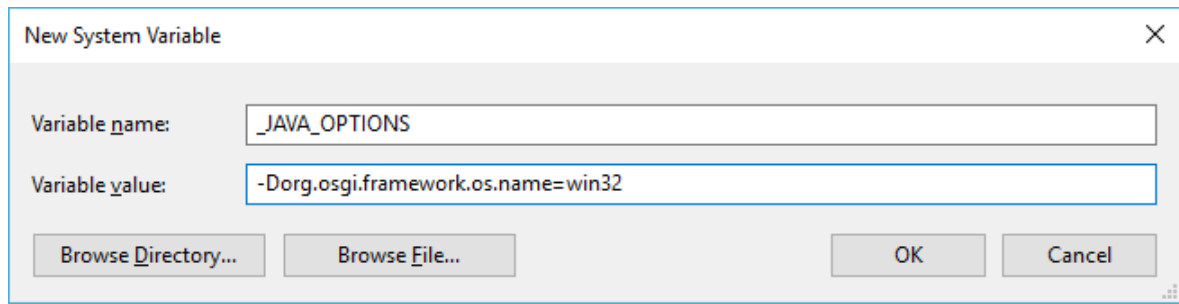 New System Variable
Variable name: _JAVA_OPTIONS
Variable value: -Dorg.osgi.framework.os.name=win32
Browse Directory... Browse File... OK Cancel